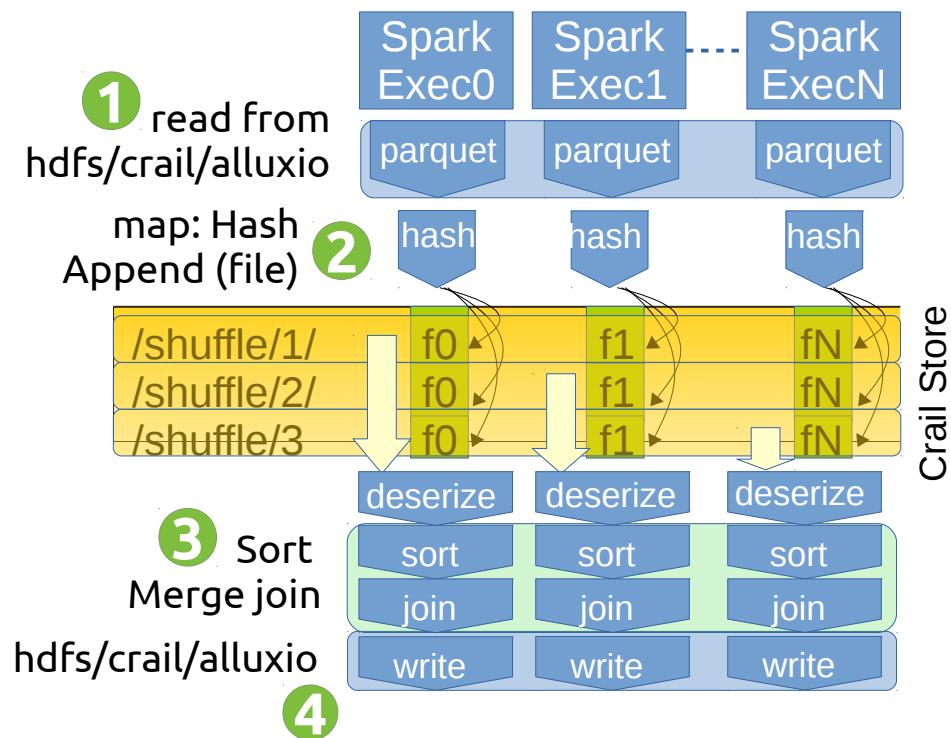 Spark Exec0
Spark Exec1
Spark ExecN
1
read from
hdfs/crail/alluxio
parquet
parquet
parquet
map: Hash
Append (file)
2
hash
hash
hash
/shuffle/1/
f0
f1
fN
/shuffle/2/
f0
f1
fN
/shuffle/3
f0
f1
fN
Crail Store
deserize
deserize
deserize
3
Sort
Merge join
sort
sort
sort
join
join
join
hdfs/crail/alluxio
write
write
write
4